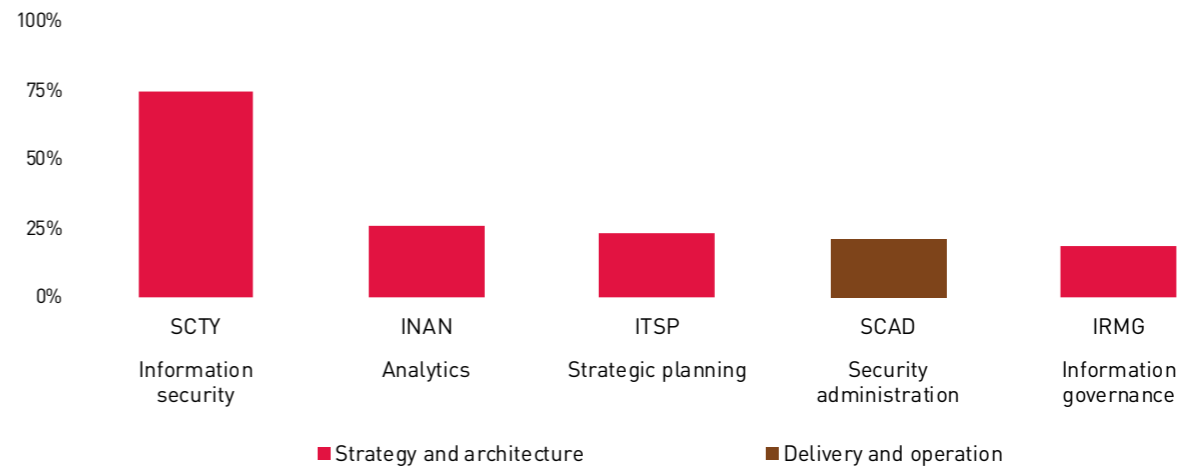 100%
75%
50%
25%
0%
SCTY
INAN
ITSP
SCAD
IRMG
Information
security
Analytics
Strategic planning
Security
administration
Information
governance
Strategy and architecture
Delivery and operation